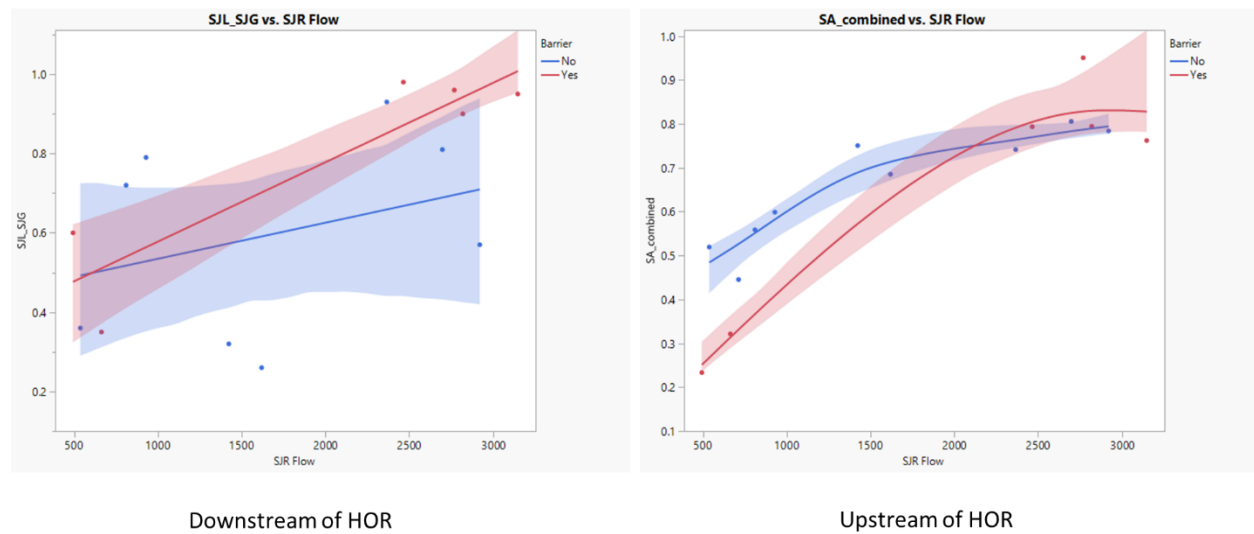 SJL_SJG vs. SJR Flow
Barrier
No
Yes
1.0
0.8
0.6
0.4
0.2
SJL_SJG
500 1000 1500 2000 2500 3000
SJR Flow
Downstream of HOR
SA_combined vs. SJR Flow
Barrier
No
Yes
1.0
0.9
0.8
0.7
0.6
0.5
0.4
0.3
0.2
0.1
SA_combined
500 1000 1500 2000 2500 3000
SJR Flow
Upstream of HOR